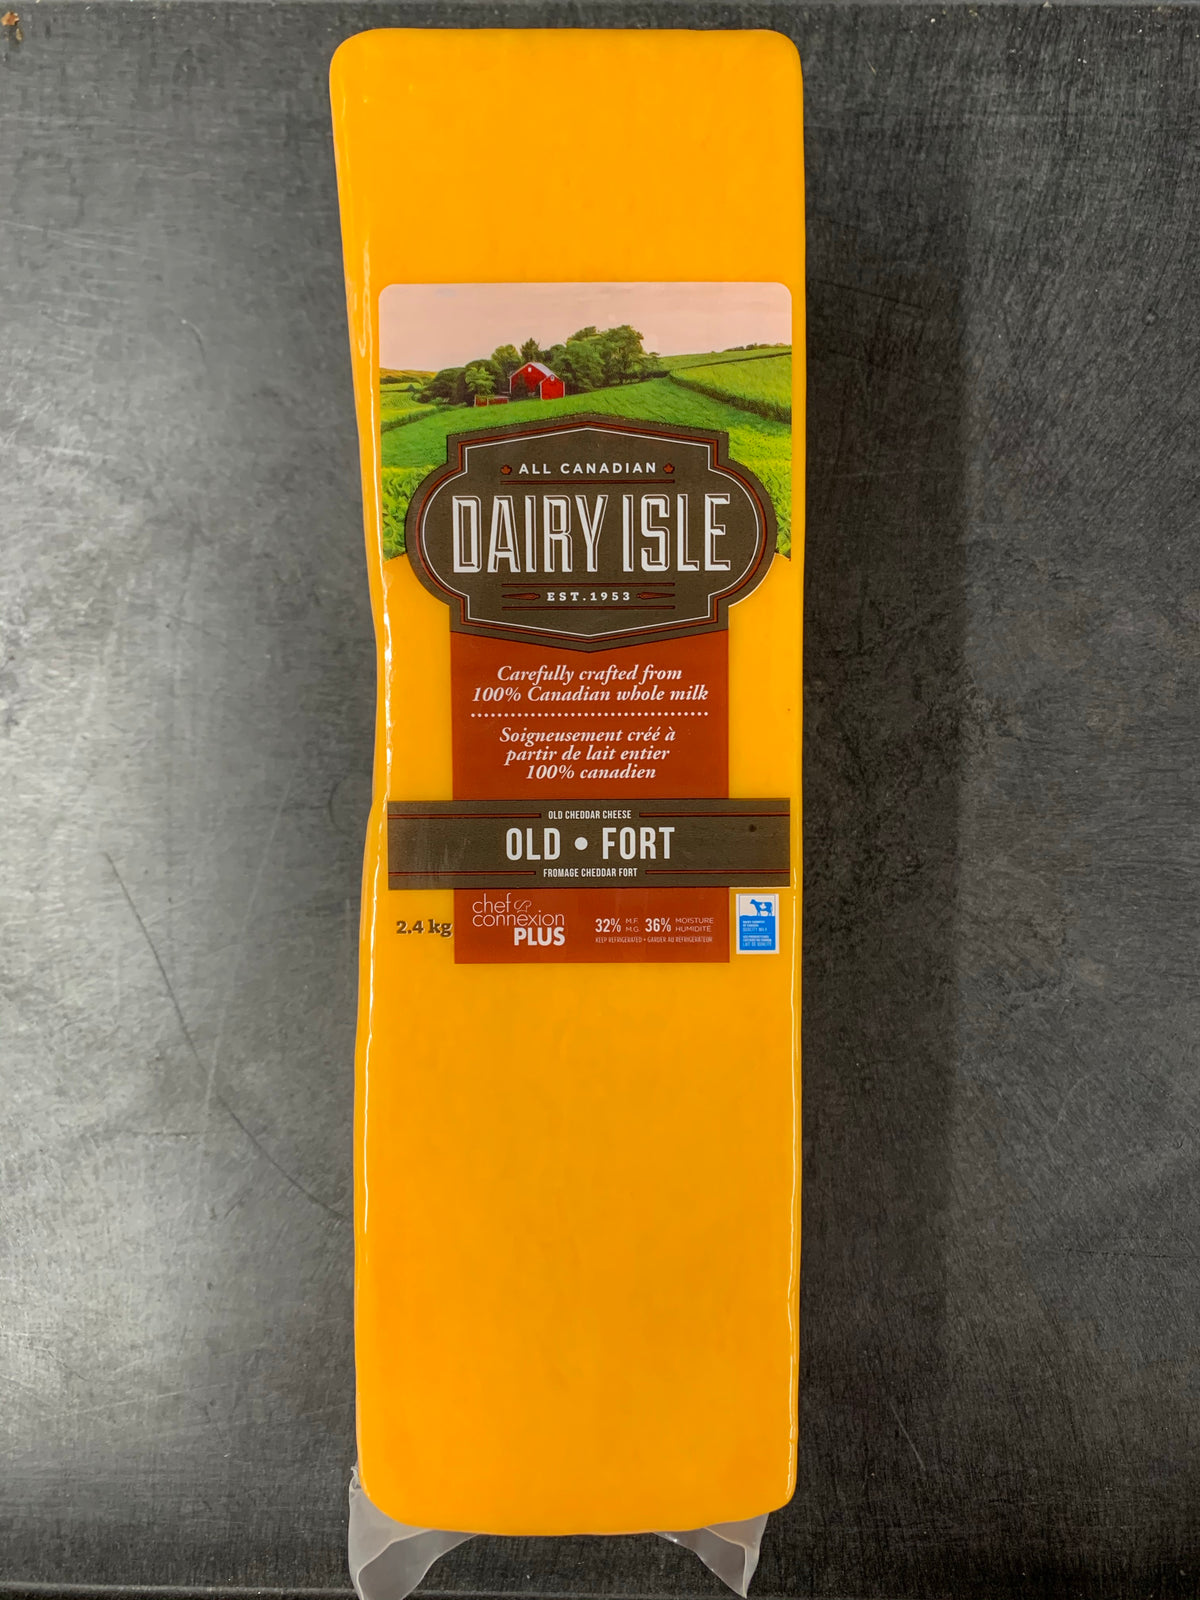 ALL CANADIAN
DAIRY ISLE
EST.1953
Carefully crafted from
100% Canadian whole milk
Soigneusement créé à
partir de lait entier
100% canadien
OLD CHEDDAR CHEESE
OLD • FORT
FROMAGE CHEDDAR FORT
2.4 kg
chef
connexion
PLUS
32% M.F. M.G. 36% MOISTURE HUMIDITÉ
KEEP REFRIGERATED • GARDER AU RÉFRIGÉRATEUR